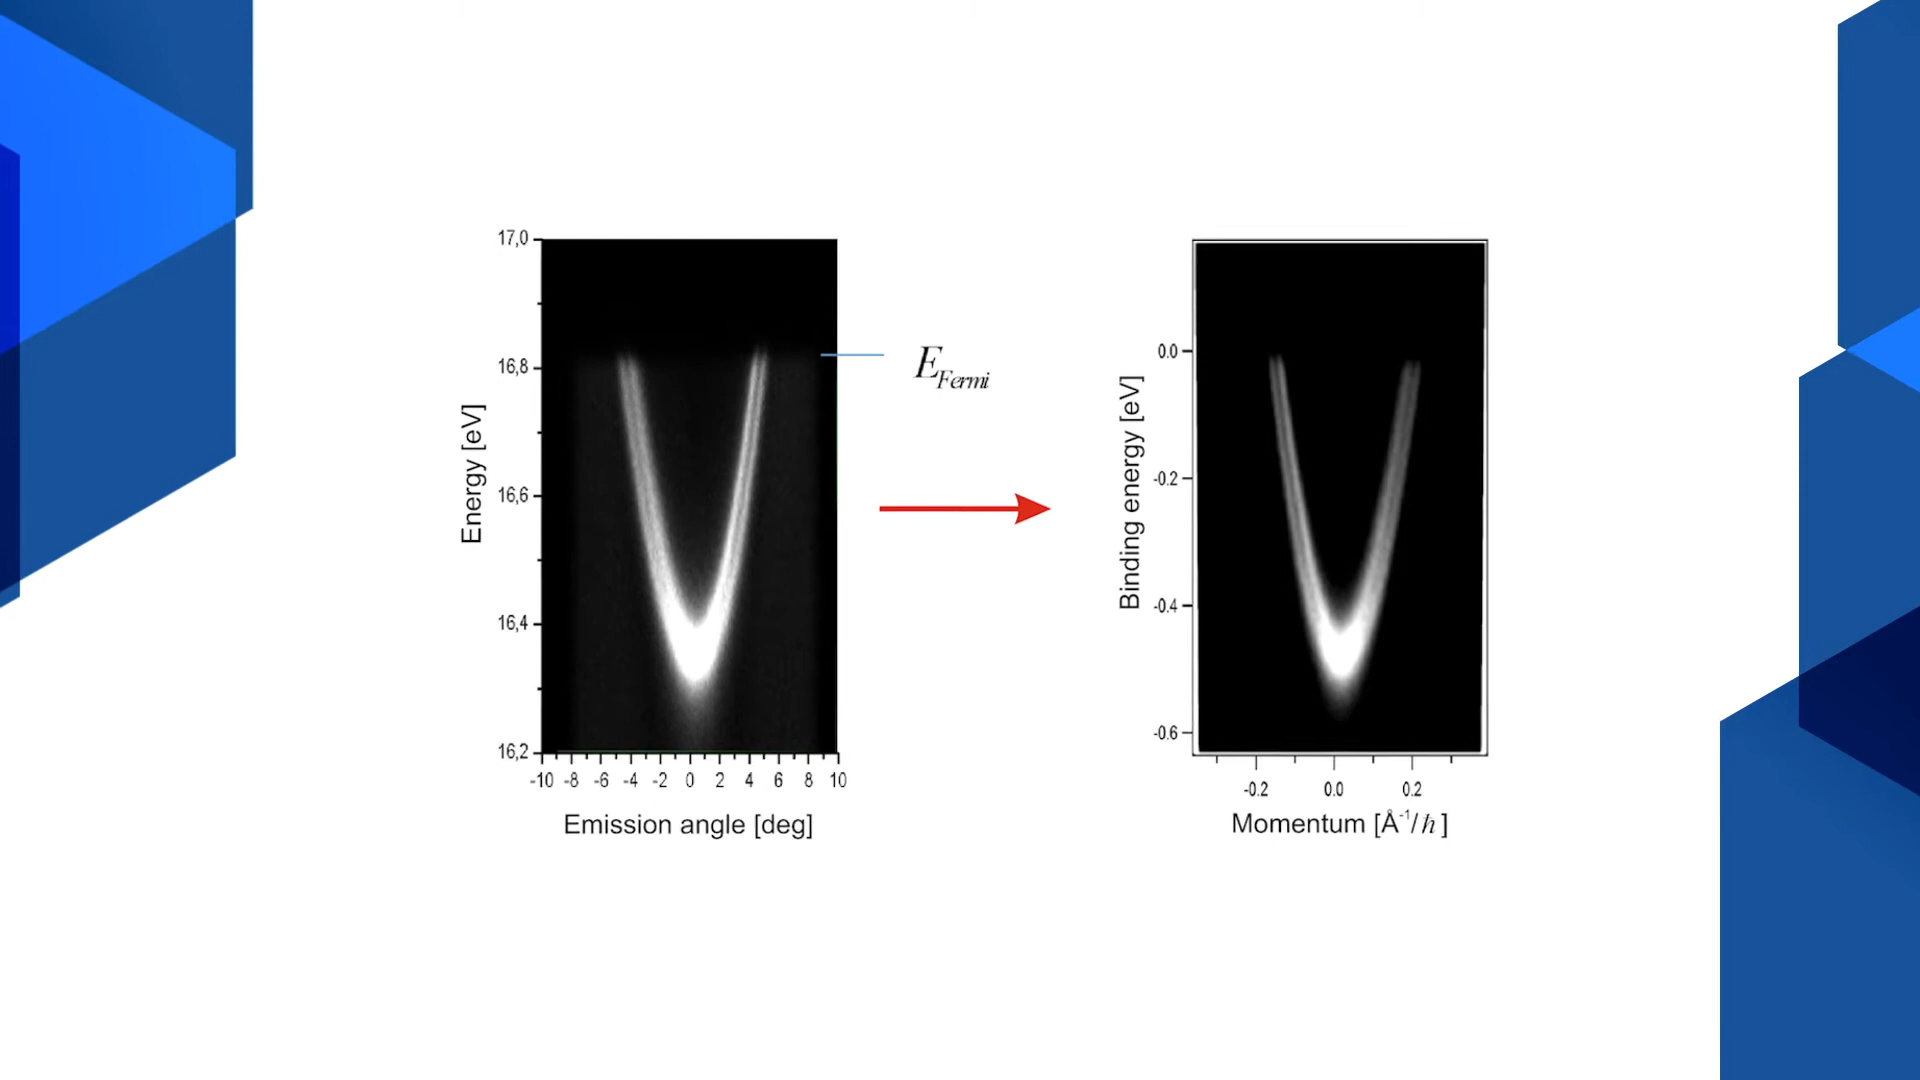 17,0
16,8
16,6
16,4
16,2
Energy [eV]
-10 -8 -6 -4 -2 0 2 4 6 8 10
Emission angle [deg]
E_Fermi
0.0
-0.2
-0.4
-0.6
Binding energy [eV]
-0.2 0.0 0.2
Momentum [Å⁻¹/ℏ]